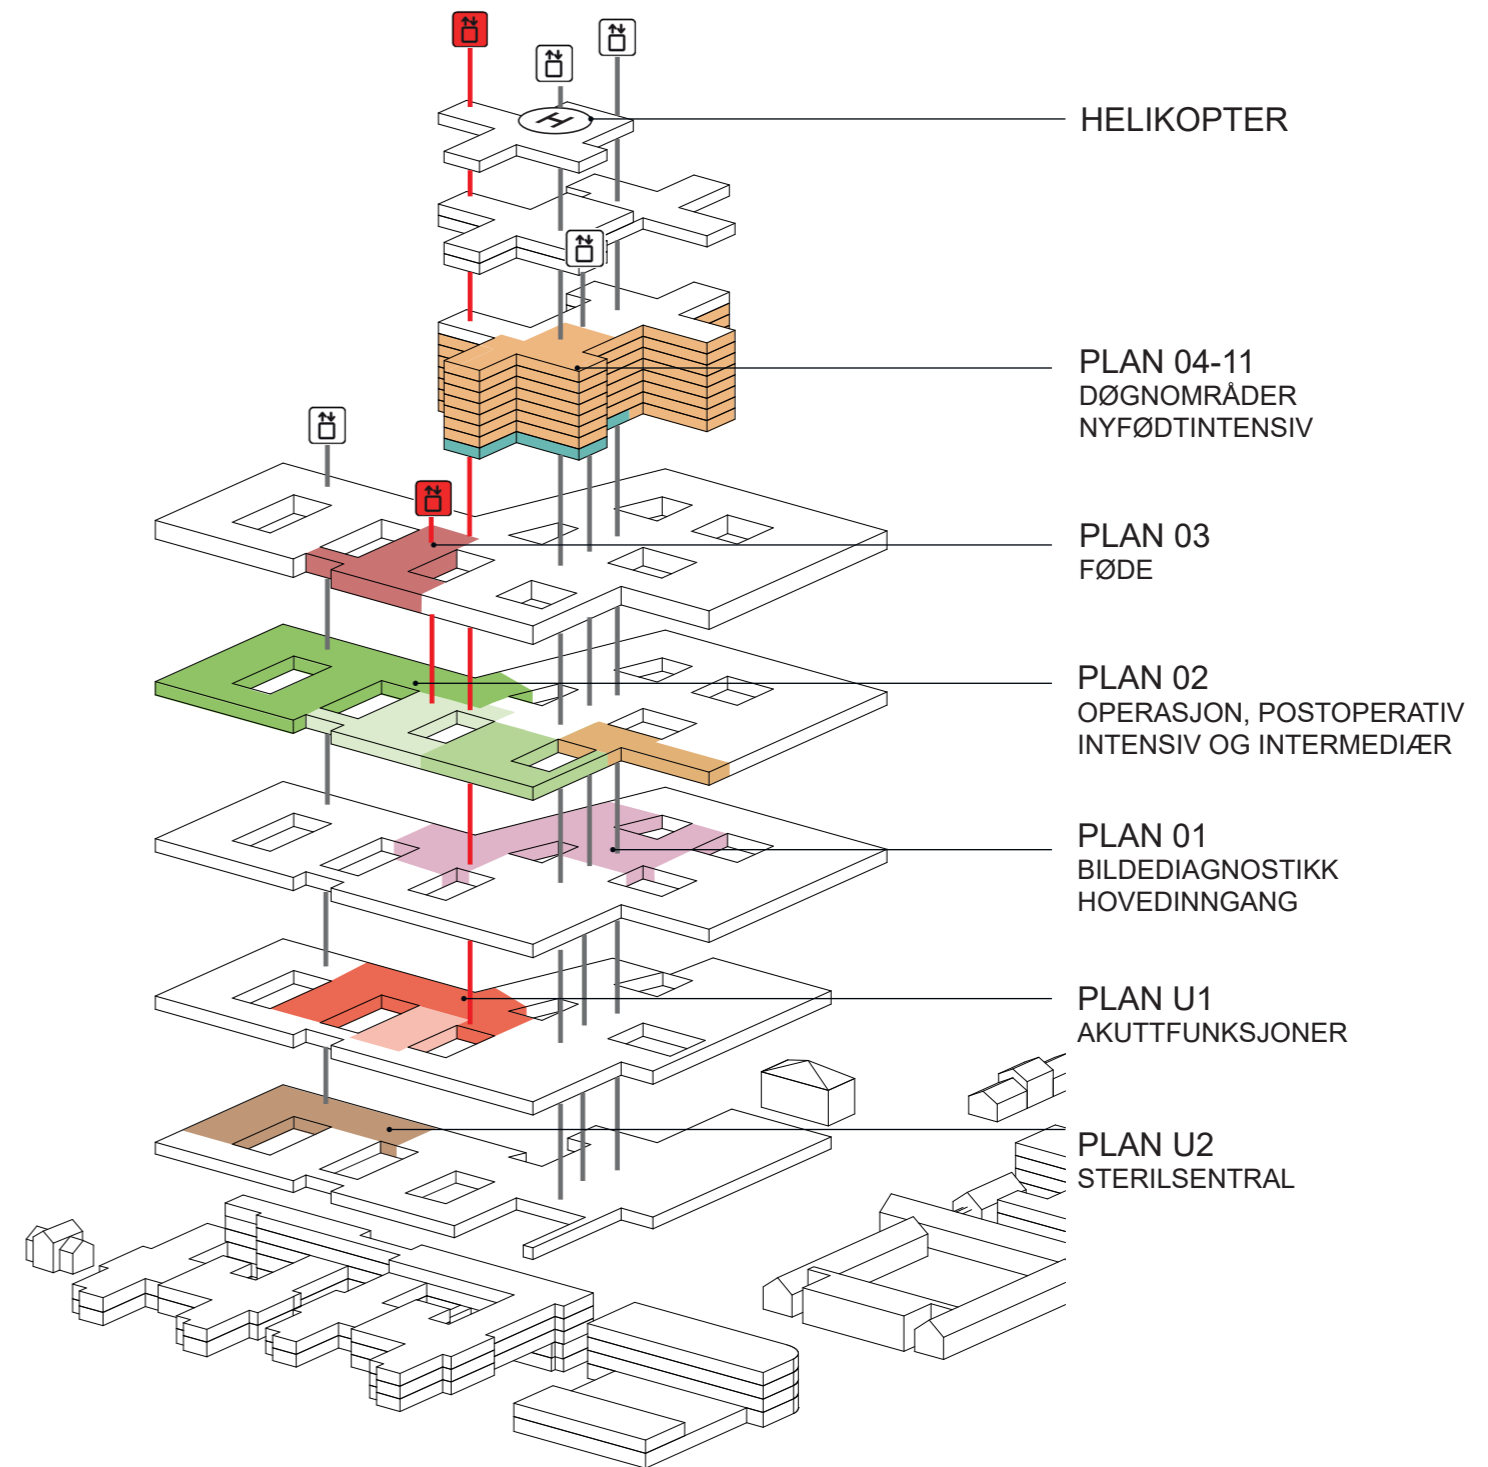 H
HELIKOPTER
PLAN 04-11
DØGNOMRÅDER
NYFØDTINTENSIV
PLAN 03
FØDE
PLAN 02
OPERASJON, POSTOPERATIV
INTENSIV OG INTERMEDIÆR
PLAN 01
BILDEDIAGNOSTIKK
HOVEDINNGANG
PLAN U1
AKUTTFUNKSJONER
PLAN U2
STERILSENTRAL